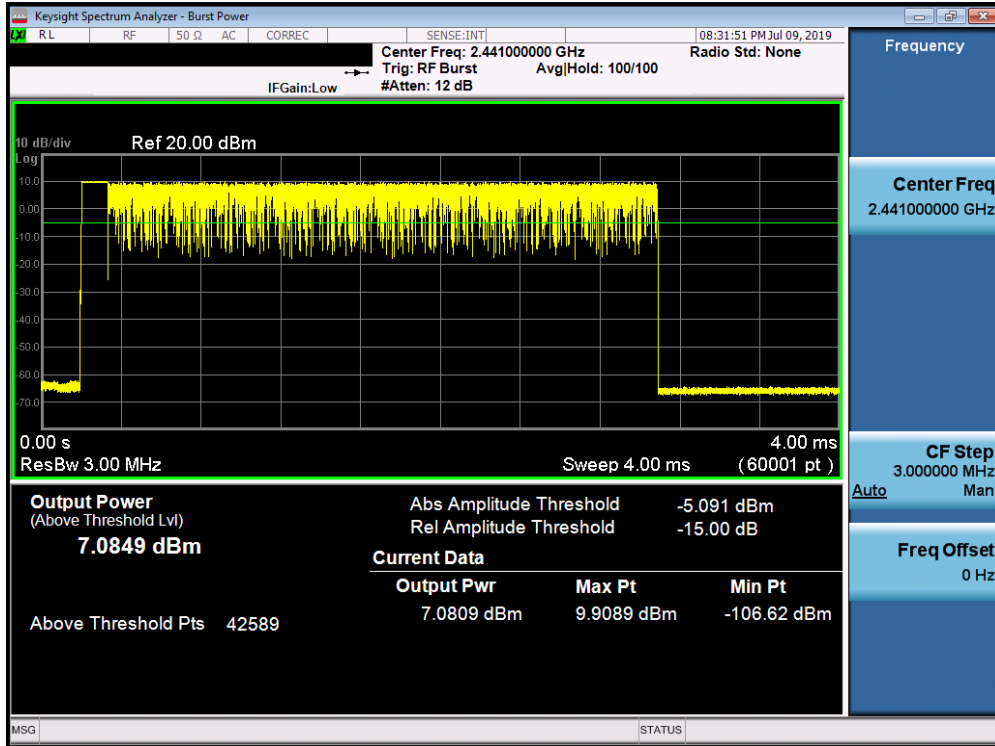 Keysight Spectrum Analyzer - Burst Power
LXI RL RF 50 Ω AC CORREC SENSE:INT 08:31:51 PM Jul 09, 2019
Center Freq: 2.441000000 GHz Radio Std: None
Trig: RF Burst Avg|Hold: 100/100
IFGain:Low #Atten: 12 dB
10 dB/div Ref 20.00 dBm
Log
10.0
0.00
-10.0
-20.0
-30.0
-40.0
-50.0
-60.0
-70.0
0.00 s 4.00 ms
ResBw 3.00 MHz Sweep 4.00 ms (60001 pt)
Output Power
(Above Threshold Lvl)
7.0849 dBm
Above Threshold Pts 42589
Abs Amplitude Threshold -5.091 dBm
Rel Amplitude Threshold -15.00 dB
Current Data
Output Pwr Max Pt Min Pt
7.0809 dBm 9.9089 dBm -106.62 dBm
Frequency
Center Freq
2.441000000 GHz
CF Step
3.000000 MHz
Auto Man
Freq Offset
0 Hz
MSG STATUS